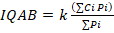 IQAB = k (∑Ci Pi) / ∑Pi